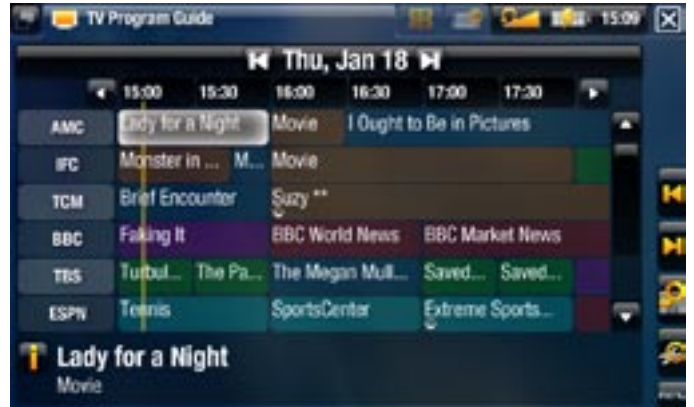 TV Program Guide 15:09
Thu, Jan 18
15:00 15:30 16:00 16:30 17:00 17:30
AMC Lady for a Night Movie I Ought to Be in Pictures
IFC Monster in ... M... Movie
TCM Brief Encounter Suzy **
BBC Faking It BBC World News BBC Market News
TBS Turbul... The Pa... The Megan Mull... Saved... Saved...
ESPN Tennis SportsCenter Extreme Sports...
i Lady for a Night
Movie